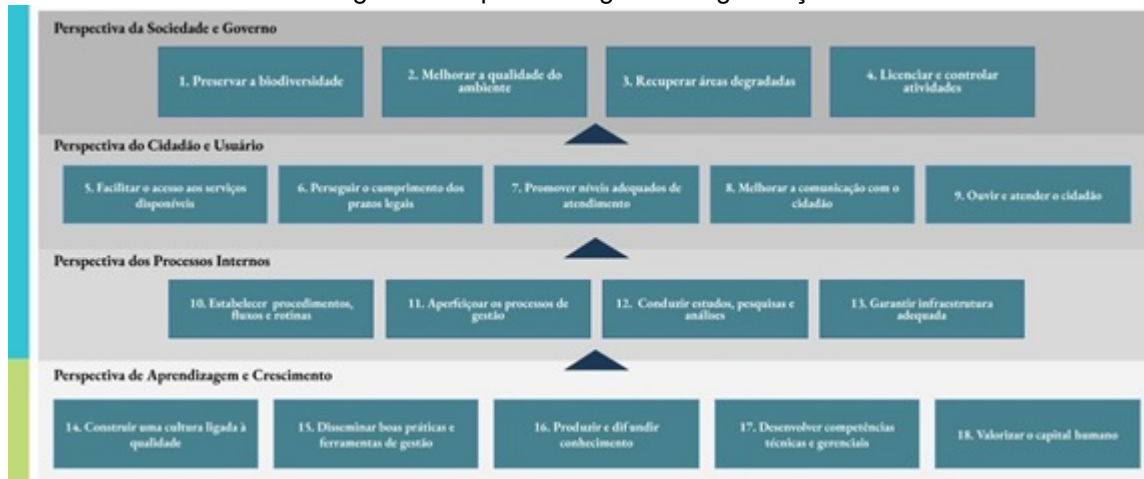 Perspectiva da Sociedade e Governo
1. Preservar a biodiversidade
2. Melhorar a qualidade do
ambiente
3. Recuperar áreas degradadas
4. Licenciar e controlar
atividades
Perspectiva do Cidadão e Usuário
5. Facilitar o acesso aos serviços
disponíveis
6. Perseguir o cumprimento dos
prazos legais
7. Promover níveis adequados de
atendimento
8. Melhorar a comunicação com o
cidadão
9. Ouvir e atender o cidadão
Perspectiva dos Processos Internos
10. Estabelecer procedimentos,
fluxos e rotinas
11. Aperfeiçoar os processos de
gestão
12. Conduzir estudos, pesquisas e
análises
13. Garantir infraestrutura
adequada
Perspectiva de Aprendizagem e Crescimento
14. Construir uma cultura ligada à
qualidade
15. Disseminar boas práticas e
ferramentas de gestão
16. Produzir e difundir
conhecimento
17. Desenvolver competências
técnicas e gerenciais
18. Valorizar o capital humano